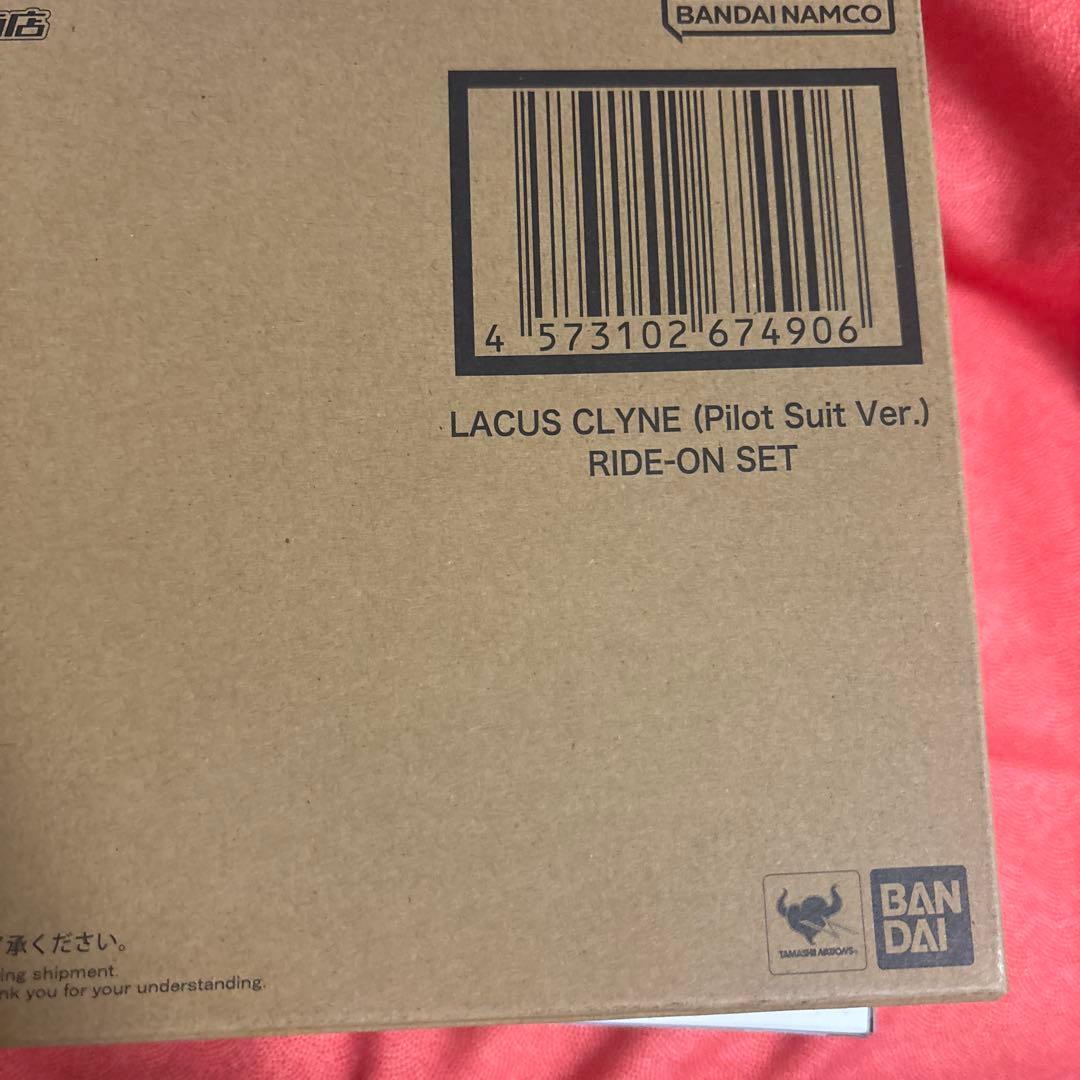 店
BANDAI NAMCO
4 573102 674906
LACUS CLYNE (Pilot Suit Ver.)
RIDE-ON SET
承ください。
ing shipment.
nk you for your understanding.
TAMASHII NATIONS
BAN
DAI